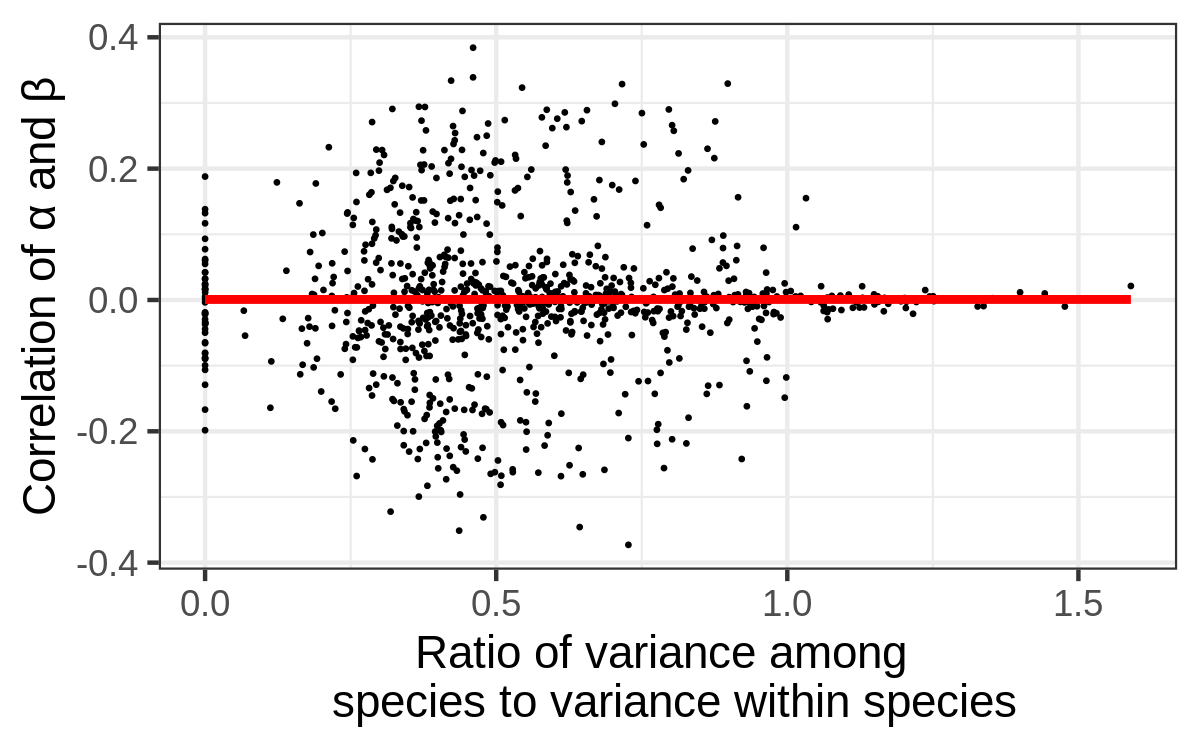 Correlation of α and β
0.4
0.2
0.0
-0.2
-0.4
0.0 0.5 1.0 1.5
Ratio of variance among
species to variance within species